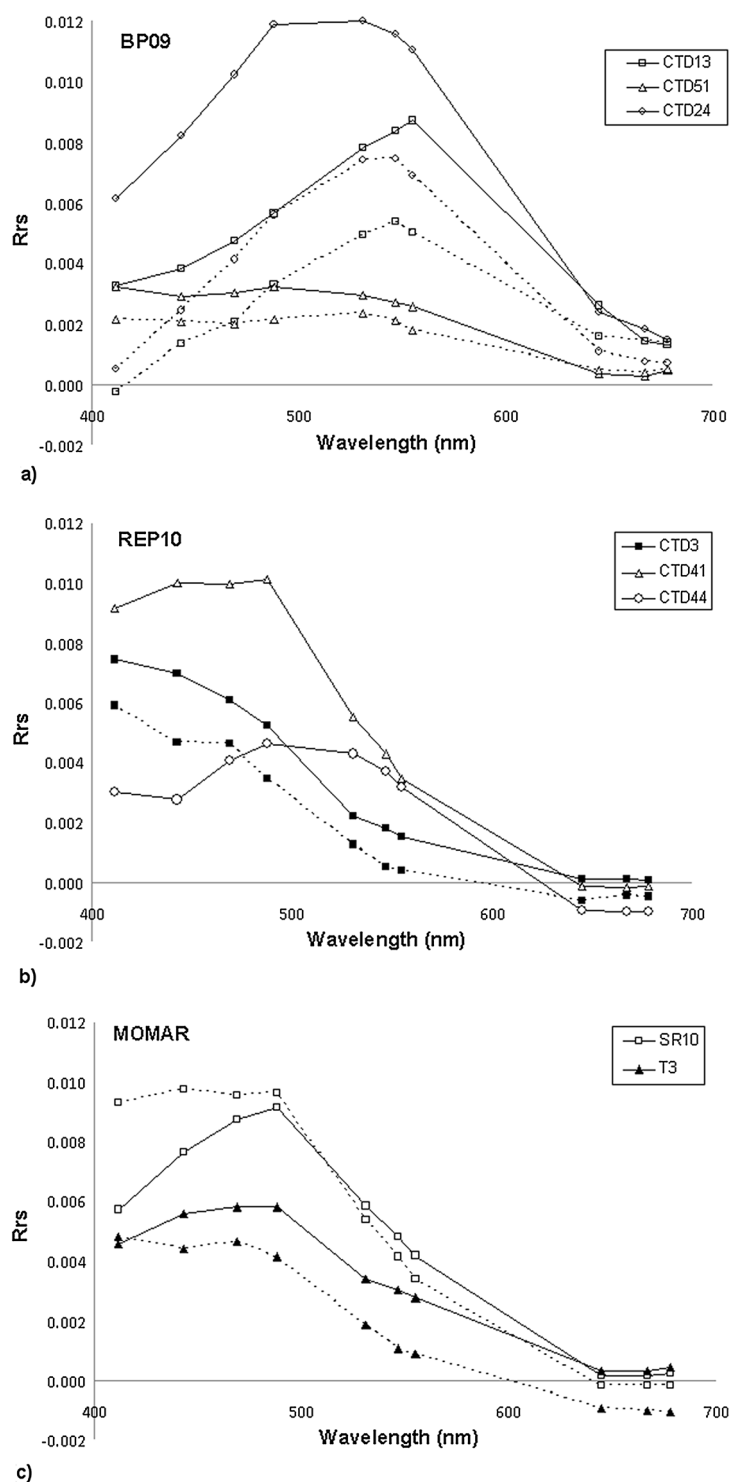 0.012
BP09
0.010
0.008
0.006
0.004
0.002
0.000
-0.002
Rrs
400
500
600
700
Wavelength (nm)
CTD13
CTD51
CTD24
a)
0.012
REP10
0.010
0.008
0.006
0.004
0.002
0.000
-0.002
Rrs
400
500
600
700
Wavelength (nm)
CTD3
CTD41
CTD44
b)
0.012
MOMAR
0.010
0.008
0.006
0.004
0.002
0.000
-0.002
Rrs
400
500
600
700
Wavelength (nm)
SR10
T3
c)